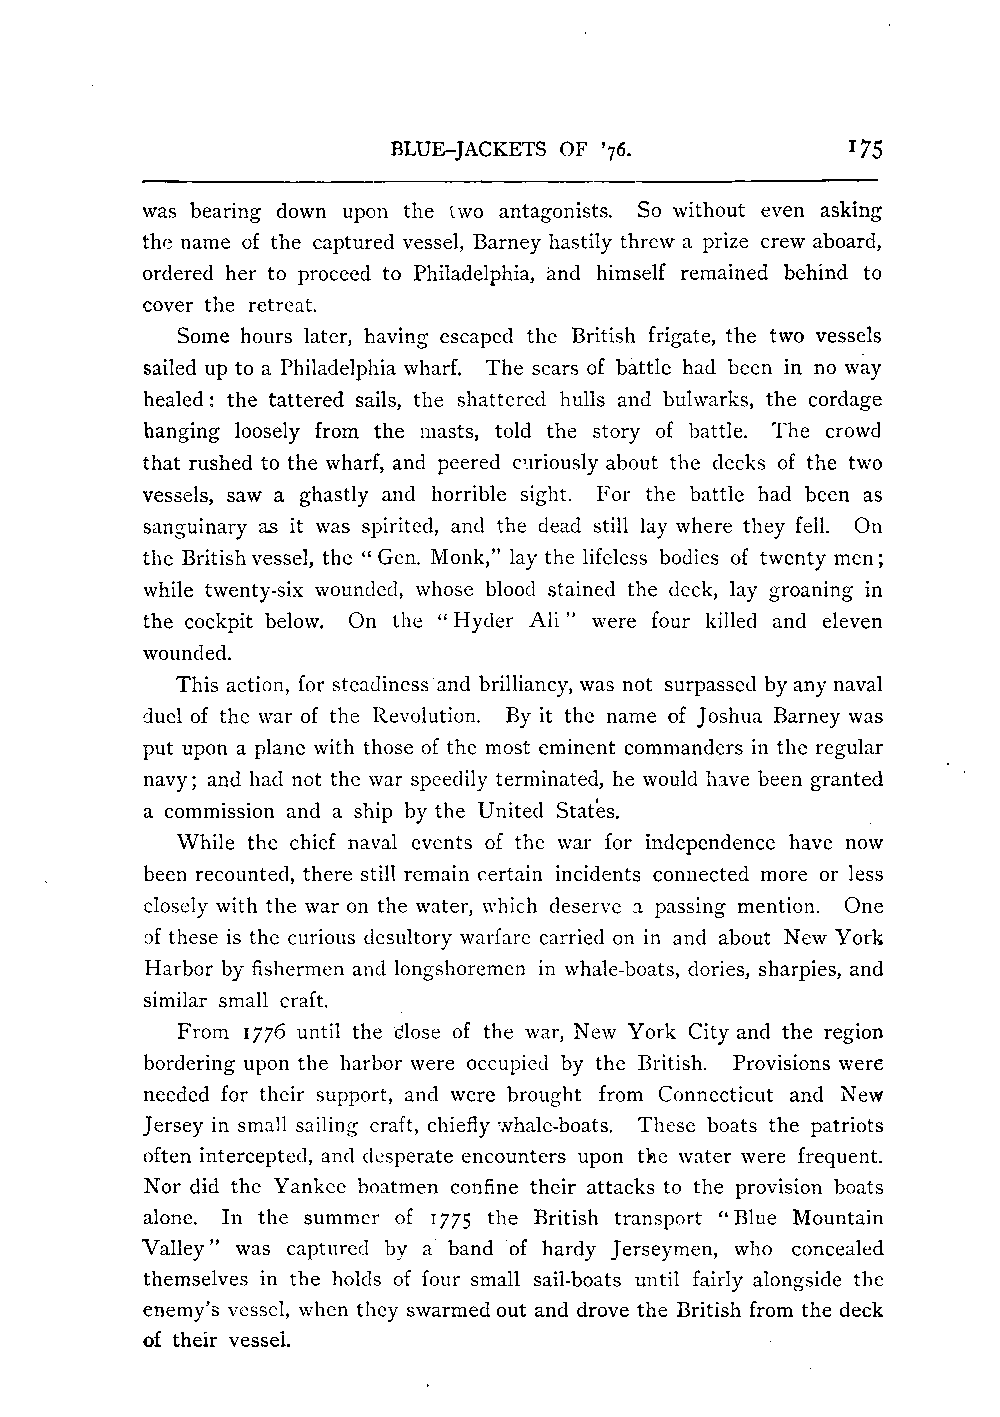 BLUE-JACKETS OF '76. 175
was bearing down upon the two antagonists. So without even asking
the name of the captured vessel, Barney hastily threw a prize crew aboard,
ordered her to proceed to Philadelphia, and himself remained behind to
cover the retreat.
Some hours later, having escaped the British frigate, the two vessels
sailed up to a Philadelphia wharf. The scars of battle had been in no way
healed: the tattered sails, the shattered hulls and bulwarks, the cordage
hanging loosely from the masts, told the story of battle. The crowd
that rushed to the wharf, and peered curiously about the decks of the two
vessels, saw a ghastly and horrible sight. For the battle had been as
sanguinary as it was spirited, and the dead still lay where they fell. On
the British vessel, the "Gen. Monk," lay the lifeless bodies of twenty men;
while twenty-six wounded, whose blood stained the deck, lay groaning in
the cockpit below. On the "Hyder Ali" were four killed and eleven
wounded.
This action, for steadiness and brilliancy, was not surpassed by any naval
duel of the war of the Revolution. By it the name of Joshua Barney was
put upon a plane with those of the most eminent commanders in the regular
navy; and had not the war speedily terminated, he would have been granted
a commission and a ship by the United States.
While the chief naval events of the war for independence have now
been recounted, there still remain certain incidents connected more or less
closely with the war on the water, which deserve a passing mention. One
of these is the curious desultory warfare carried on in and about New York
Harbor by fishermen and longshoremen in whale-boats, dories, sharpies, and
similar small craft.
From 1776 until the close of the war, New York City and the region
bordering upon the harbor were occupied by the British. Provisions were
needed for their support, and were brought from Connecticut and New
Jersey in small sailing craft, chiefly whale-boats. These boats the patriots
often intercepted, and desperate encounters upon the water were frequent.
Nor did the Yankee boatmen confine their attacks to the provision boats
alone. In the summer of 1775 the British transport "Blue Mountain
Valley" was captured by a band of hardy Jerseymen, who concealed
themselves in the holds of four small sail-boats until fairly alongside the
enemy's vessel, when they swarmed out and drove the British from the deck
of their vessel.